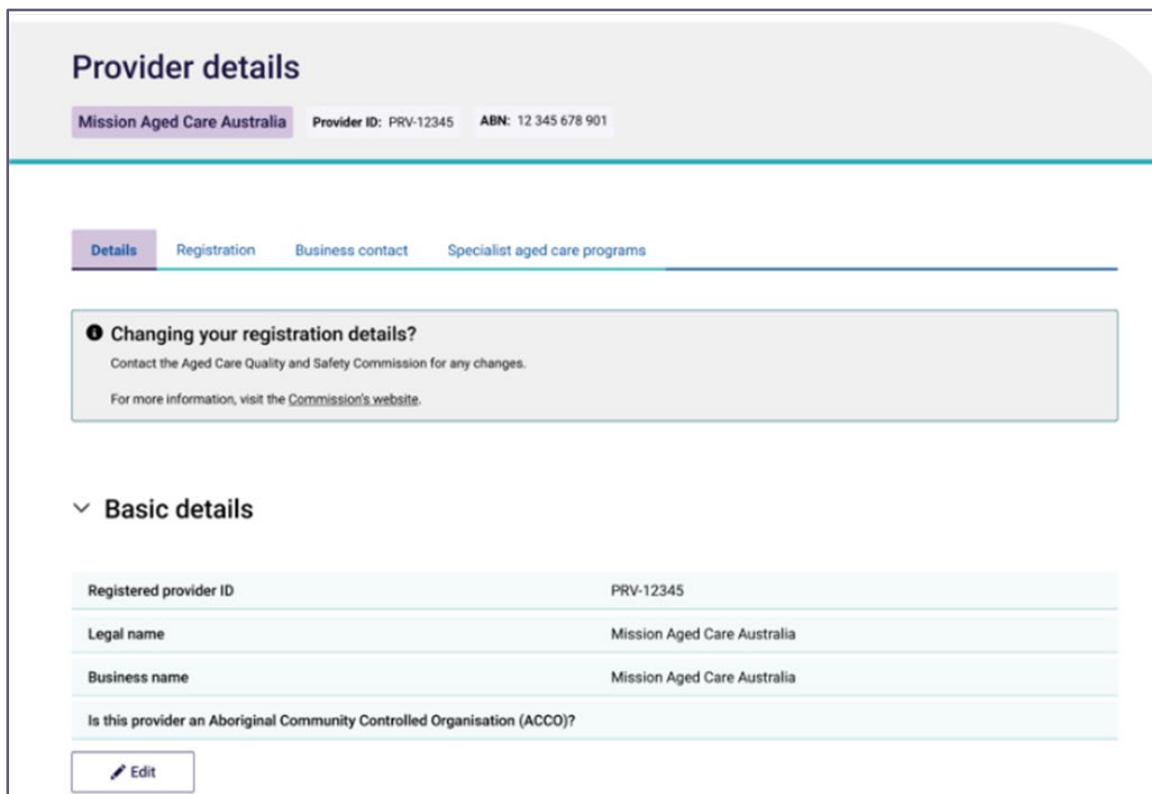 Provider details
Mission Aged Care Australia Provider ID: PRV-12345 ABN: 12 345 678 901
Details Registration Business contact Specialist aged care programs
Changing your registration details?
Contact the Aged Care Quality and Safety Commission for any changes.
For more information, visit the Commission's website.
Basic details
Registered provider ID PRV-12345
Legal name Mission Aged Care Australia
Business name Mission Aged Care Australia
Is this provider an Aboriginal Community Controlled Organisation (ACCO)?
Edit